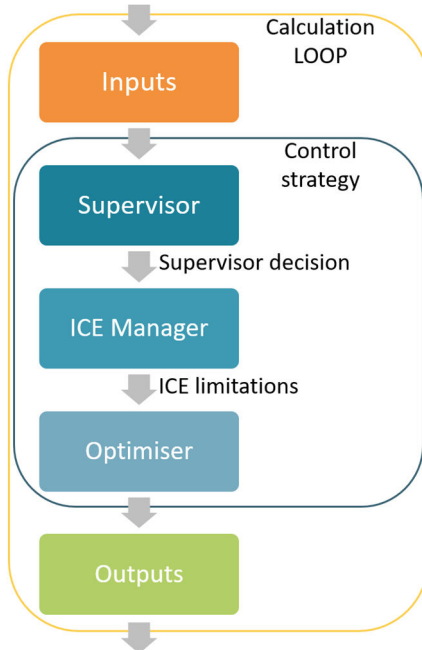 Calculation
LOOP
Inputs
Control
strategy
Supervisor
Supervisor decision
ICE Manager
ICE limitations
Optimiser
Outputs